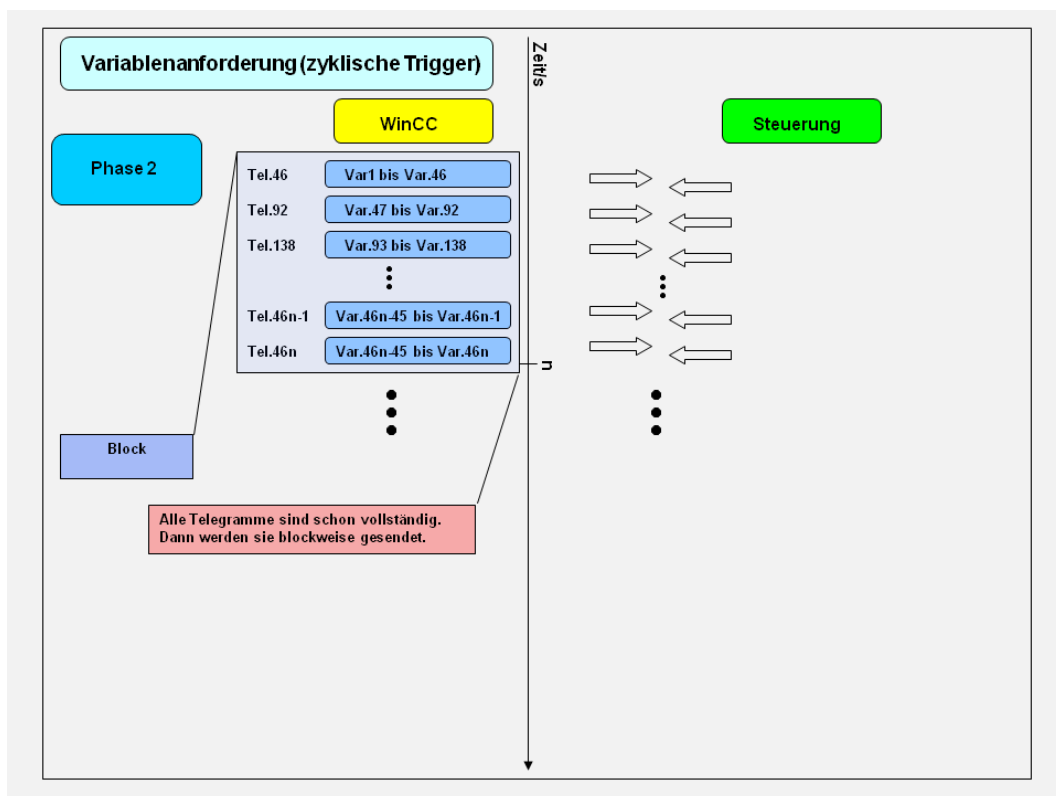 Variablenanforderung (zyklische Trigger)
Zeit/s
WinCC
Steuerung
Phase 2
Tel.46 Var1 bis Var.46
Tel.92 Var.47 bis Var.92
Tel.138 Var.93 bis Var.138
Tel.46n-1 Var.46n-45 bis Var.46n-1
Tel.46n Var.46n-45 bis Var.46n
n
Block
Alle Telegramme sind schon vollständig.
Dann werden sie blockweise gesendet.